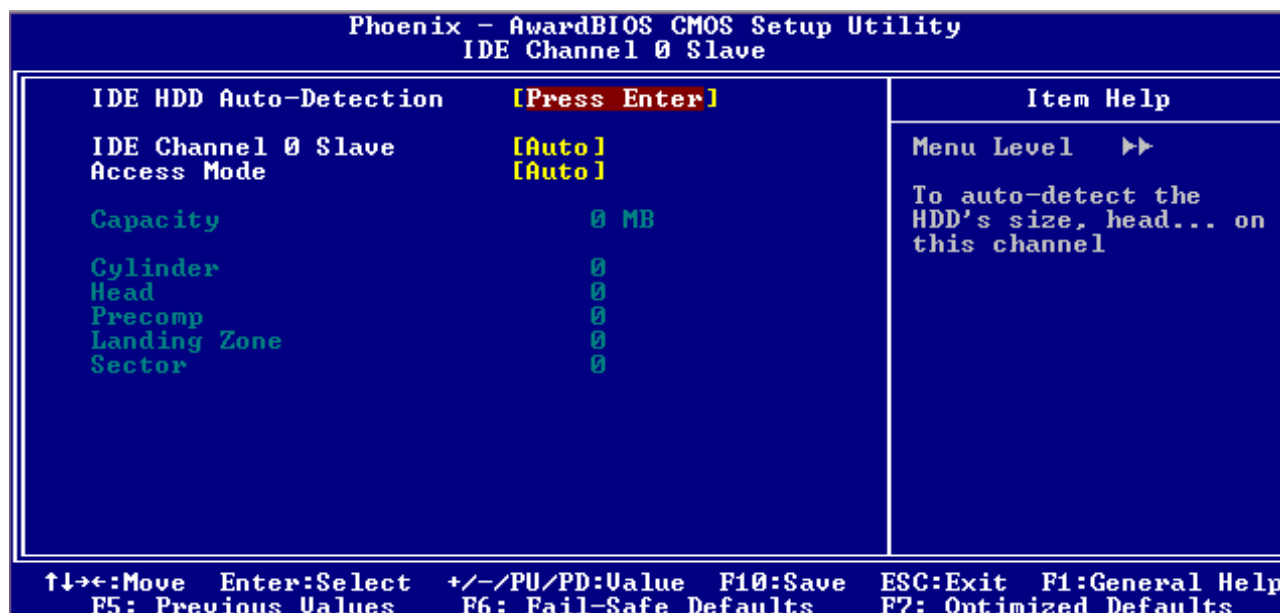 Phoenix - AwardBIOS CMOS Setup Utility
IDE Channel 0 Slave
IDE HDD Auto-Detection [Press Enter]
IDE Channel 0 Slave [Auto]
Access Mode [Auto]
Capacity 0 MB
Cylinder 0
Head 0
Precomp 0
Landing Zone 0
Sector 0
Item Help
Menu Level ▶▶
To auto-detect the
HDD's size, head... on
this channel
↑↓→←:Move Enter:Select +/-/PU/PD:Value F10:Save ESC:Exit F1:General Help
F5: Previous Values F6: Fail-Safe Defaults F7: Optimized Defaults